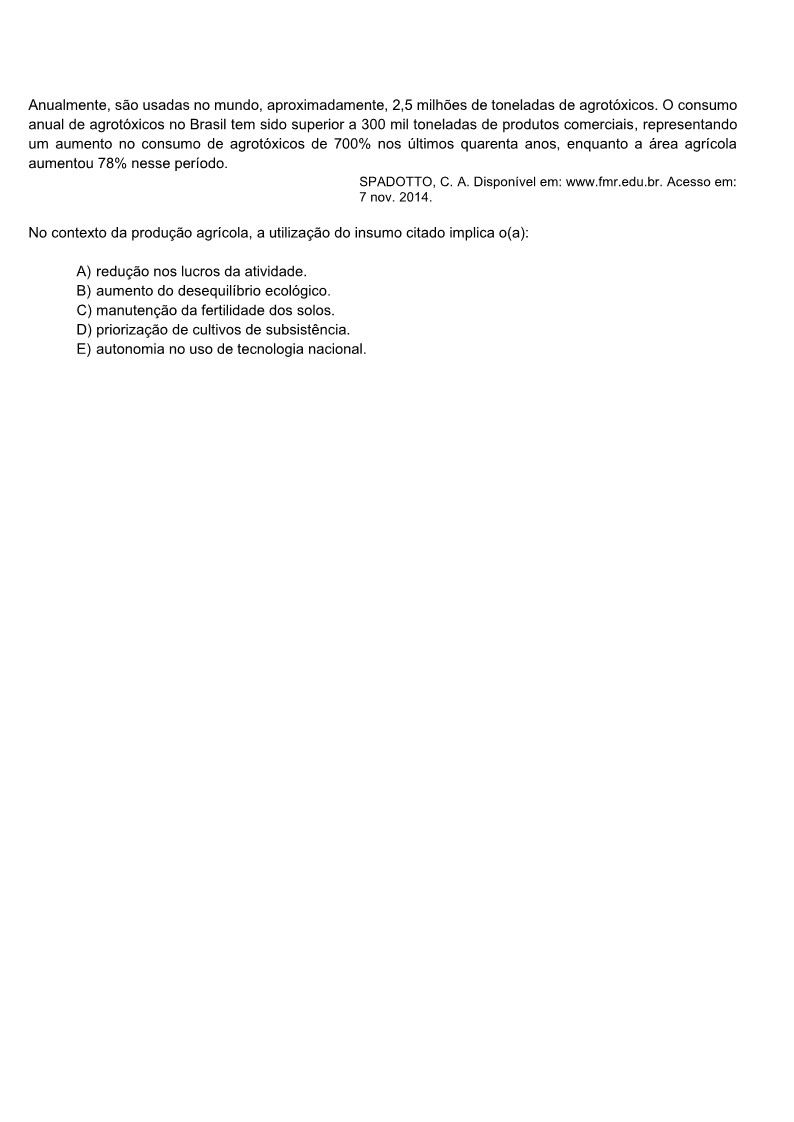 Anualmente, são usadas no mundo, aproximadamente, 2,5 milhões de toneladas de agrotóxicos. O consumo
anual de agrotóxicos no Brasil tem sido superior a 300 mil toneladas de produtos comerciais, representando
um aumento no consumo de agrotóxicos de 700% nos últimos quarenta anos, enquanto a área agrícola
aumentou 78% nesse período.
SPADOTTO, C. A. Disponível em: www.fmr.edu.br. Acesso em:
7 nov. 2014.
No contexto da produção agrícola, a utilização do insumo citado implica o(a):
A) redução nos lucros da atividade.
B) aumento do desequilíbrio ecológico.
C) manutenção da fertilidade dos solos.
D) priorização de cultivos de subsistência.
E) autonomia no uso de tecnologia nacional.